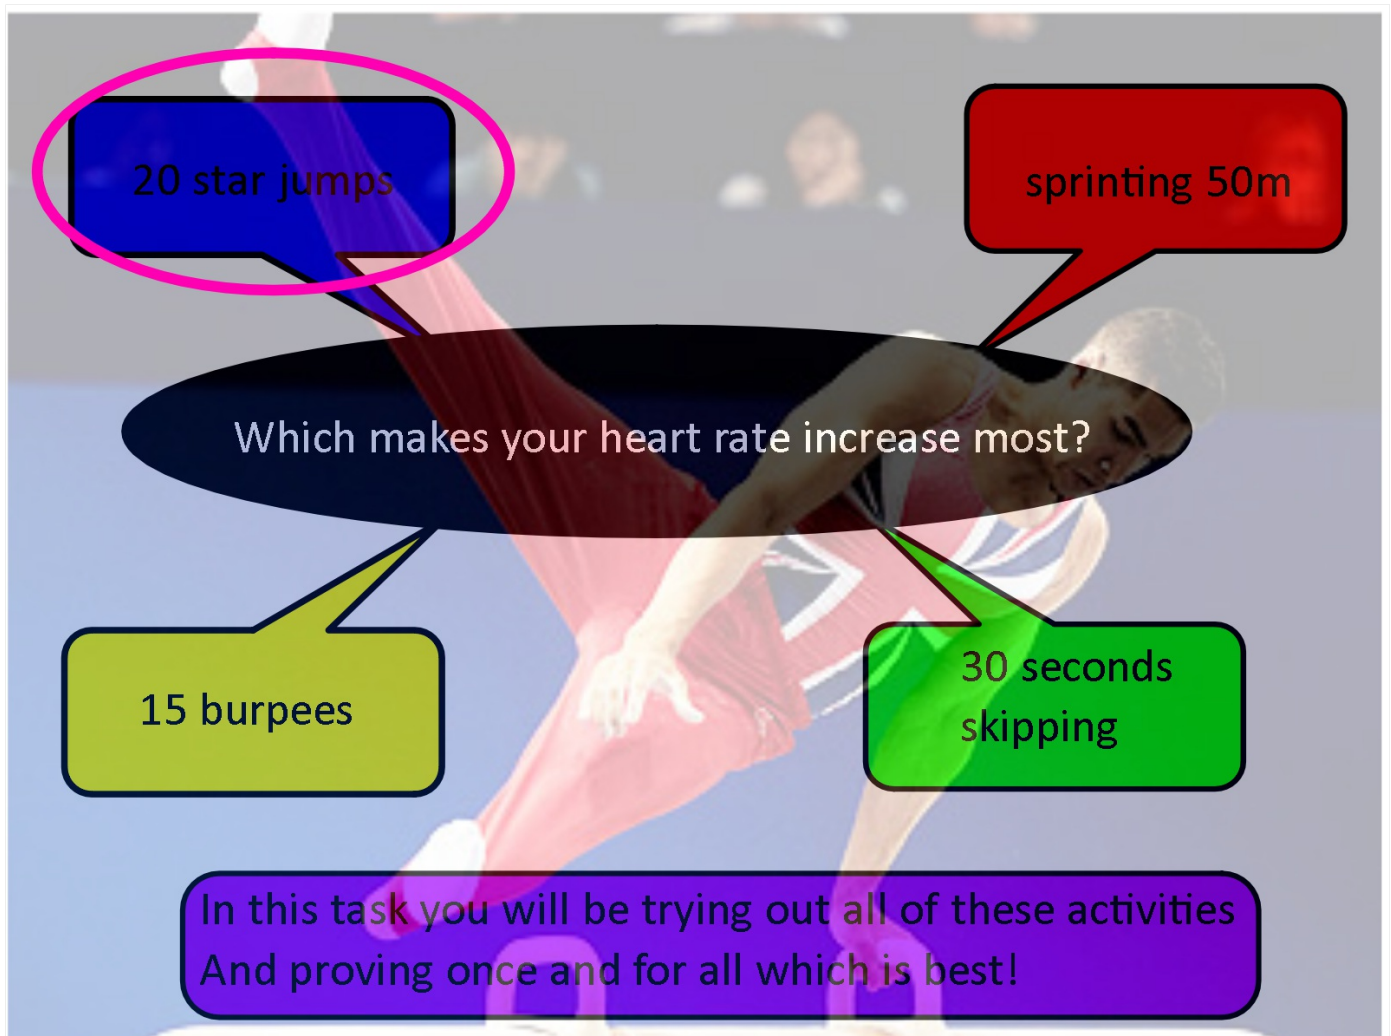 20 star jumps
sprinting 50m
Which makes your heart rate increase most?
15 burpees
30 seconds
skipping
In this task you will be trying out all of these activities
And proving once and for all which is best!